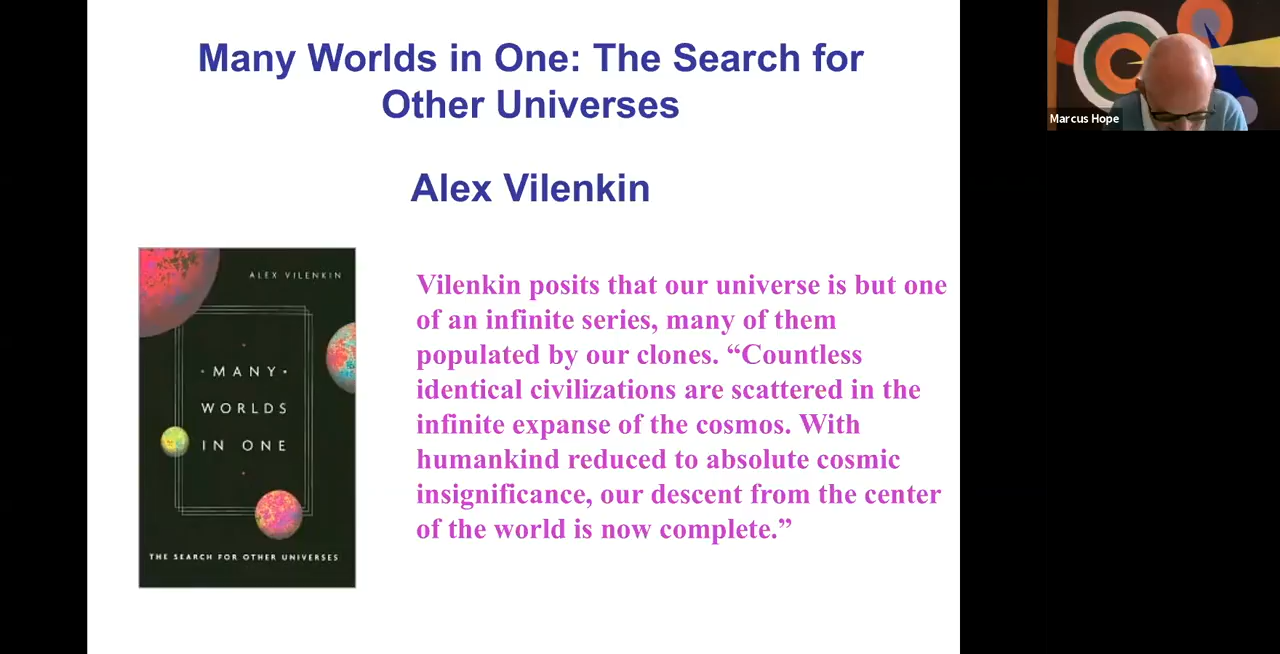 Many Worlds in One: The Search for
Other Universes
Alex Vilenkin
Marcus Hope
ALEX VILENKIN
· MANY ·
WORLDS
IN ONE
THE SEARCH FOR OTHER UNIVERSES
Vilenkin posits that our universe is but one
of an infinite series, many of them
populated by our clones. “Countless
identical civilizations are scattered in the
infinite expanse of the cosmos. With
humankind reduced to absolute cosmic
insignificance, our descent from the center
of the world is now complete.”